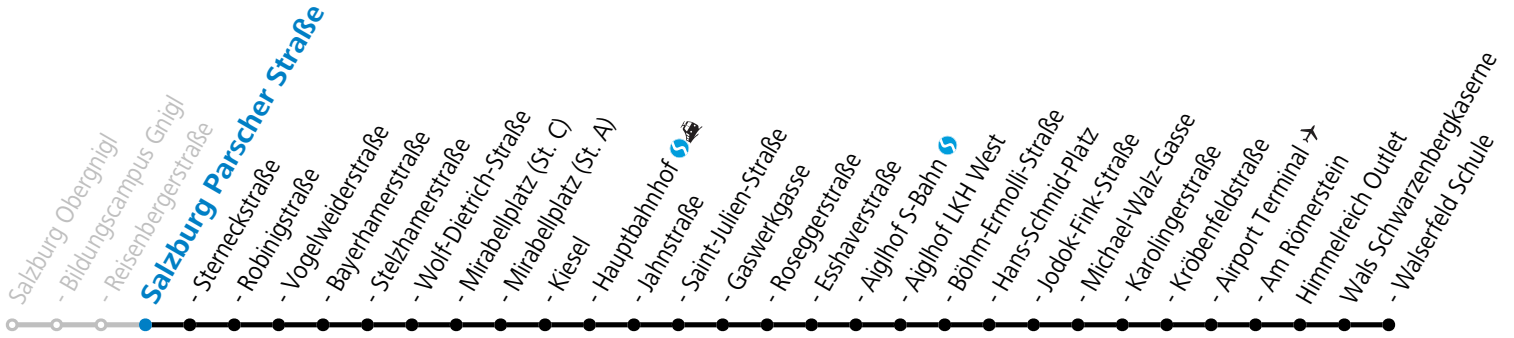 Salzburg Obergnigl
- Bildungscampus Gnigl
- Reisenbergerstraße
Salzburg Parscher Straße
- Sterneckstraße
- Robinigstraße
- Vogelweiderstraße
- Bayerhamerstraße
- Stelzhamerstraße
- Wolf-Dietrich-Straße
- Mirabellplatz (St. C)
- Mirabellplatz (St. A)
- Kiesel
- Hauptbahnhof
- Jahnstraße
- Saint-Julien-Straße
- Gaswerkgasse
- Roseggerstraße
- Esshaverstraße
- Aiglhof S-Bahn
- Aiglhof LKH West
- Böhm-Ermolli-Straße
- Hans-Schmid-Platz
- Jodok-Fink-Straße
- Michael-Walz-Gasse
- Karolingerstraße
- Kröbenfeldstraße
- Airport Terminal
- Am Römerstein
Himmelreich Outlet
Wals Schwarzenbergkaserne
- Walserfeld Schule